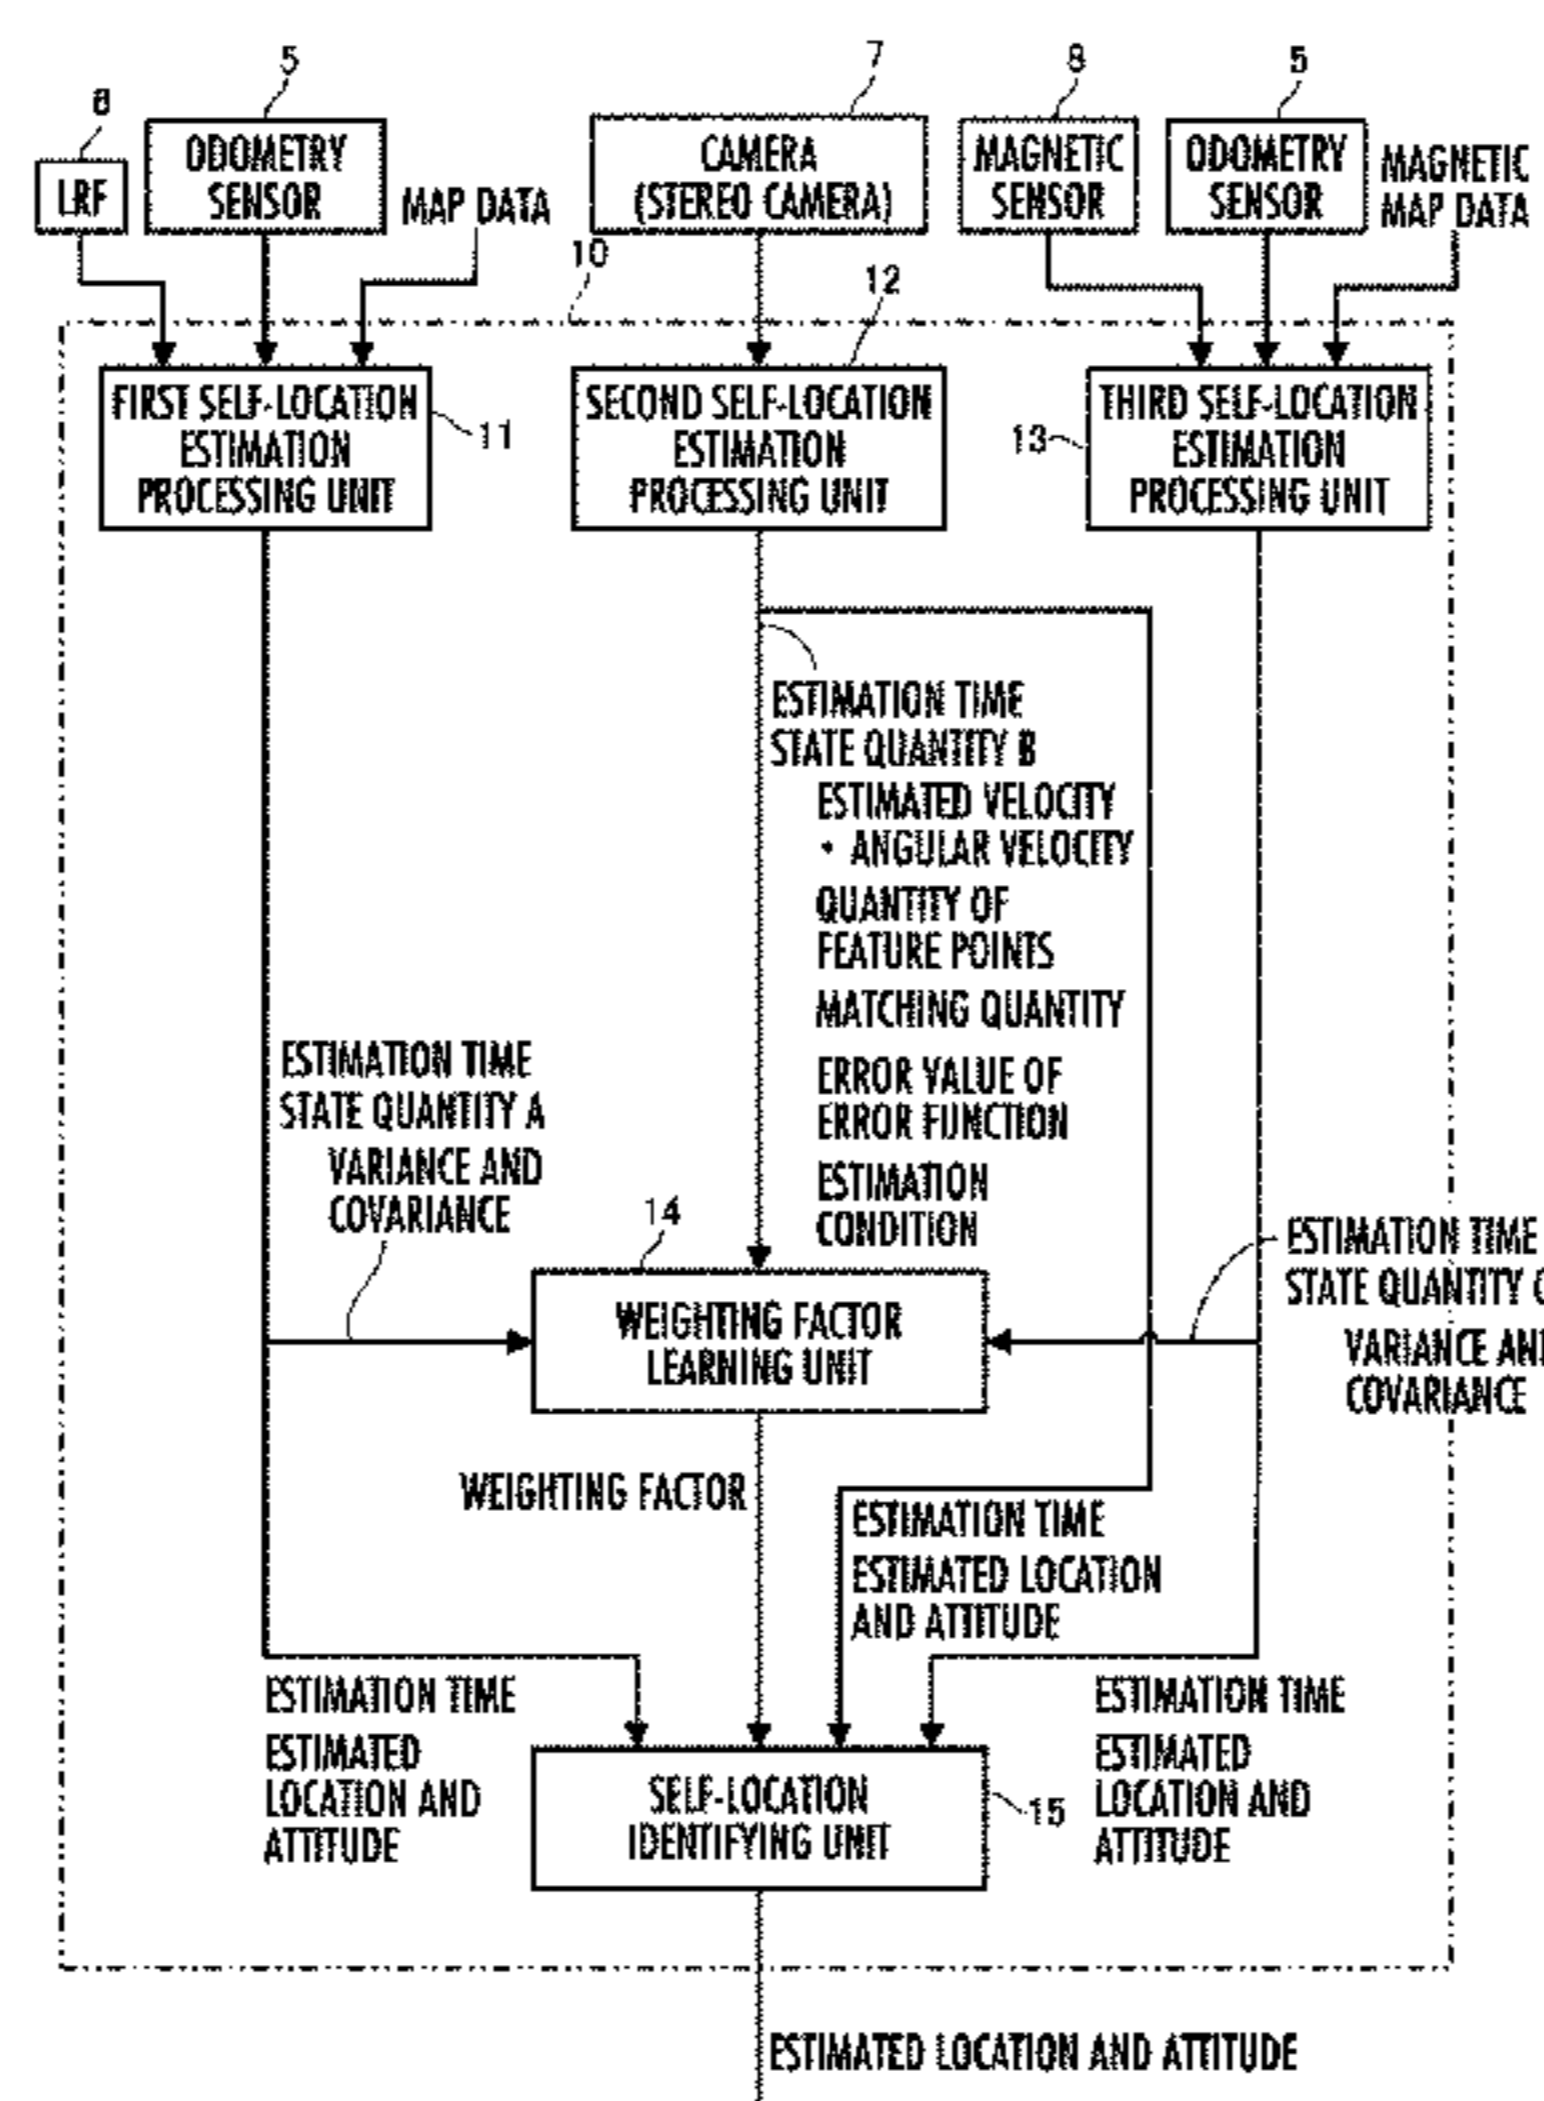 5
7
8
5
6
ODOMETRY
SENSOR
CAMERA
(STEREO CAMERA)
MAGNETIC
SENSOR
ODOMETRY
SENSOR
MAGNETIC
MAP DATA
LRF
MAP DATA
10
12
FIRST SELF-LOCATION
ESTIMATION
PROCESSING UNIT
11
SECOND SELF-LOCATION
ESTIMATION
PROCESSING UNIT
13
THIRD SELF-LOCATION
ESTIMATION
PROCESSING UNIT
ESTIMATION TIME
STATE QUANTITY B
ESTIMATED VELOCITY
• ANGULAR VELOCITY
QUANTITY OF
FEATURE POINTS
MATCHING QUANTITY
ERROR VALUE OF
ERROR FUNCTION
ESTIMATION
CONDITION
ESTIMATION TIME
STATE QUANTITY A
VARIANCE AND
COVARIANCE
14
ESTIMATION TIME
STATE QUANTITY C
VARIANCE AND
COVARIANCE
WEIGHTING FACTOR
LEARNING UNIT
WEIGHTING FACTOR
ESTIMATION TIME
ESTIMATED LOCATION
AND ATTITUDE
ESTIMATION TIME
ESTIMATED
LOCATION AND
ATTITUDE
SELF-LOCATION
IDENTIFYING UNIT
15
ESTIMATION TIME
ESTIMATED
LOCATION AND
ATTITUDE
ESTIMATED LOCATION AND ATTITUDE